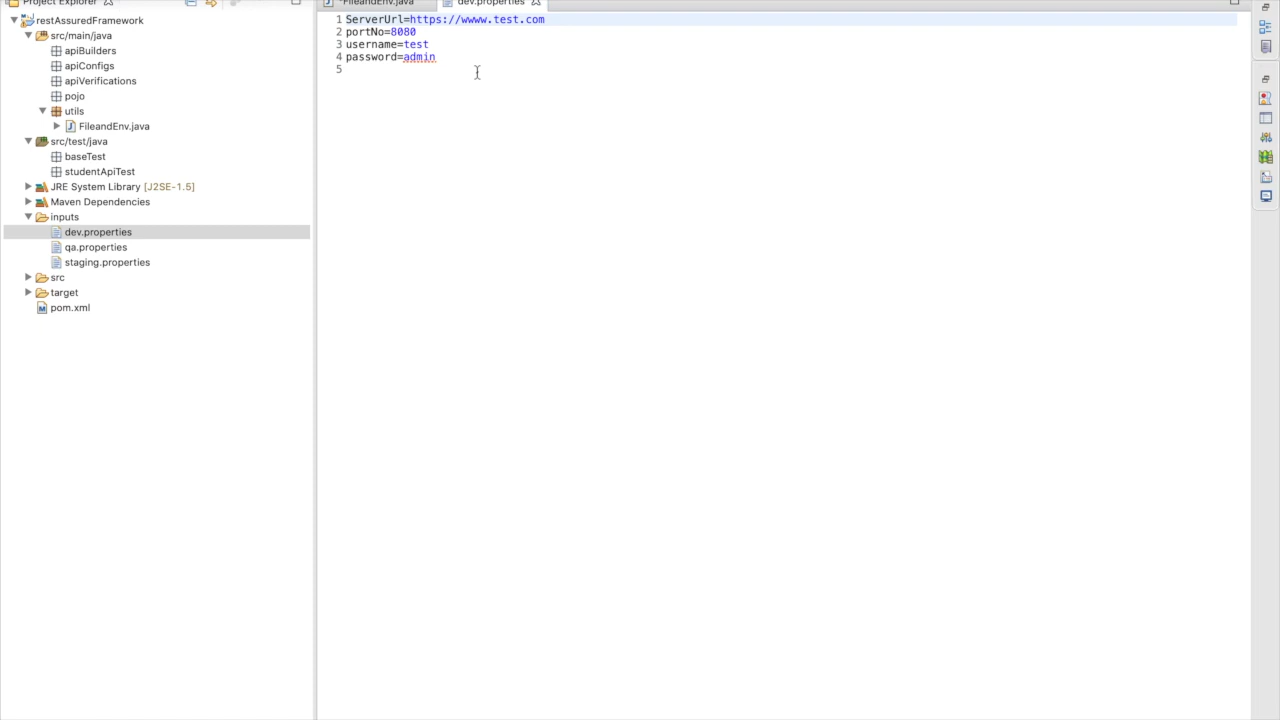 Project Explorer
restAssuredFramework
src/main/java
apiBuilders
apiConfigs
apiVerifications
pojo
utils
FileandEnv.java
src/test/java
baseTest
studentApiTest
JRE System Library [J2SE-1.5]
Maven Dependencies
inputs
dev.properties
qa.properties
staging.properties
src
target
pom.xml
*FileandEnv.java
dev.properties
1 ServerUrl=https://wwww.test.com
2 portNo=8080
3 username=test
4 password=admin
5